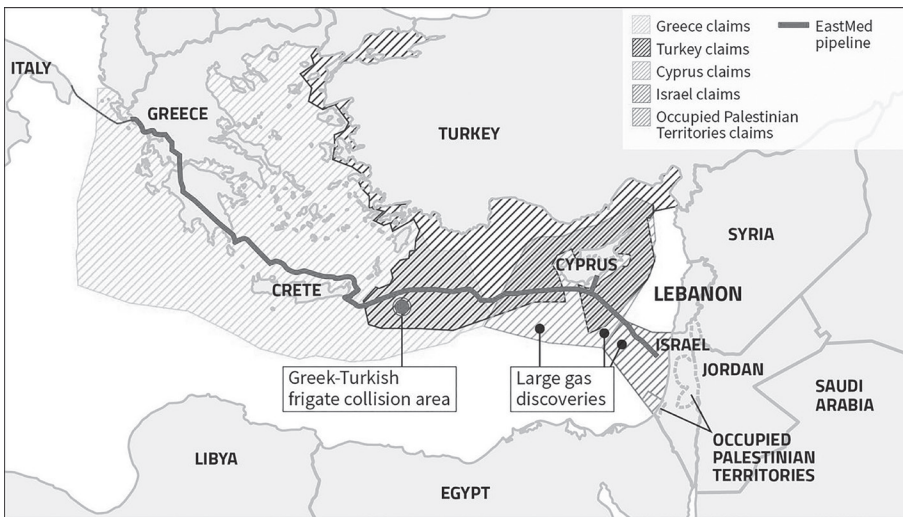 Greece claims
Turkey claims
Cyprus claims
Israel claims
Occupied Palestinian
Territories claims
EastMed
pipeline
ITALY
GREECE
TURKEY
SYRIA
CYPRUS
CRETE
LEBANON
ISRAEL
JORDAN
Greek-Turkish
frigate collision area
Large gas
discoveries
SAUDI
ARABIA
OCCUPIED
PALESTINIAN
TERRITORIES
LIBYA
EGYPT